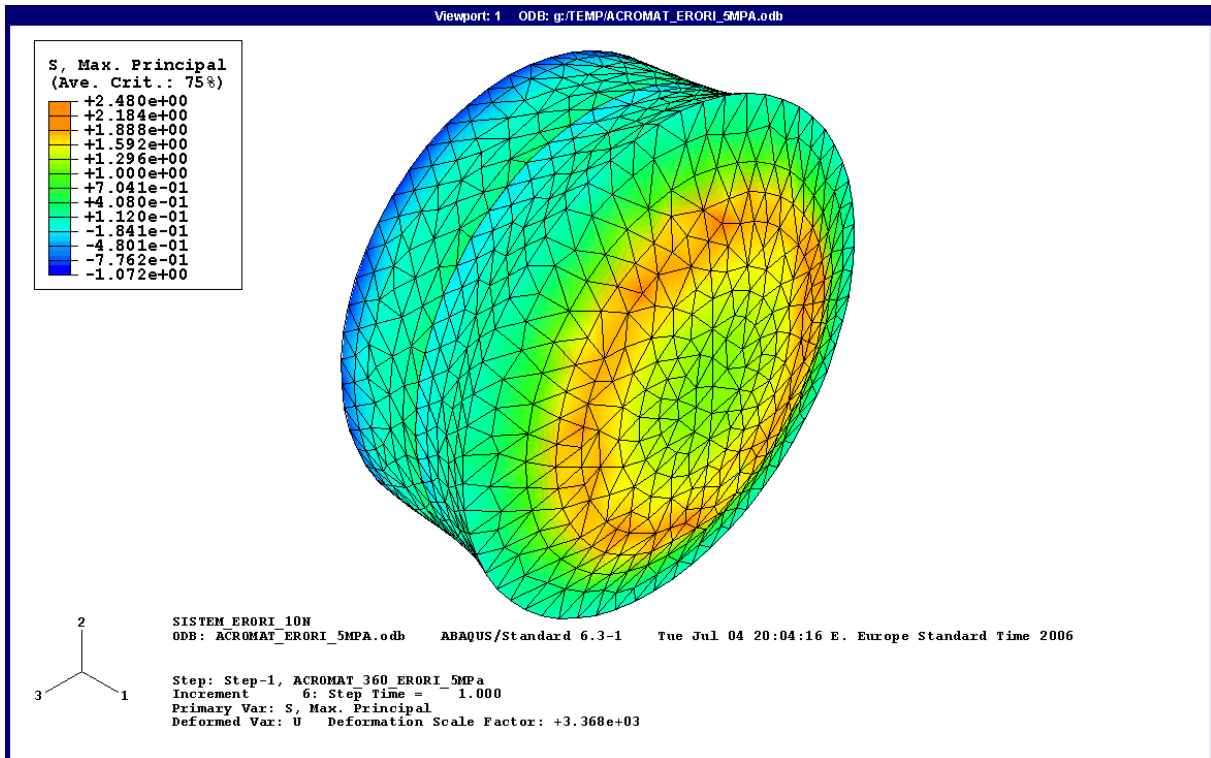 Viewport: 1 ODB: g:/TEMP/ACROMAT_ERORI_5MPA.odb
S, Max. Principal
(Ave. Crit.: 75%)
+2.480e+00
+2.184e+00
+1.888e+00
+1.592e+00
+1.296e+00
+1.000e+00
+7.041e-01
+4.080e-01
+1.120e-01
-1.841e-01
-4.801e-01
-7.762e-01
-1.072e+00
2
3
1
SISTEM_ERORI_10N
ODB: ACROMAT_ERORI_5MPA.odb ABAQUS/Standard 6.3-1 Tue Jul 04 20:04:16 E. Europe Standard Time 2006
Step: Step-1, ACROMAT_360_ERORI_5MPa
Increment 6: Step Time = 1.000
Primary Var: S, Max. Principal
Deformed Var: U Deformation Scale Factor: +3.368e+03